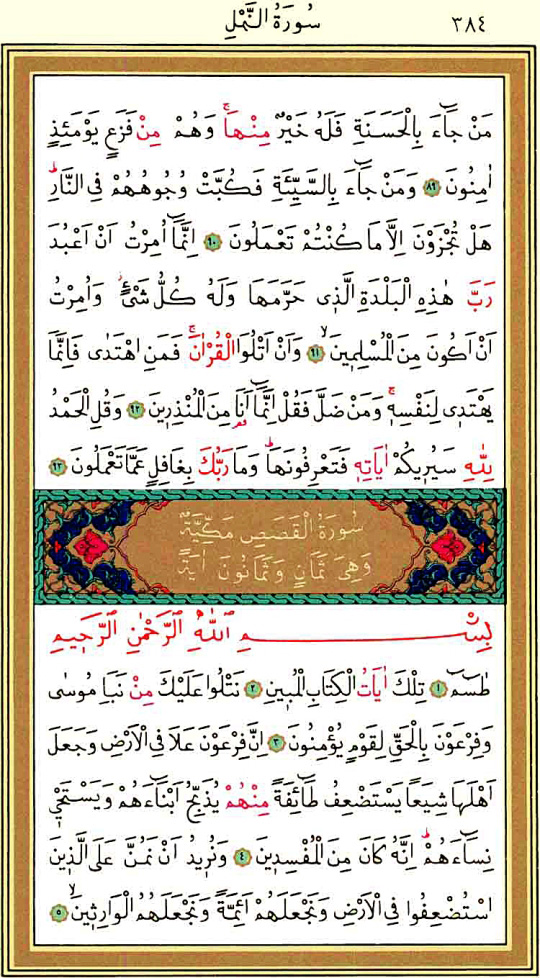 سُورَةُ النَّمْلِ ٣٨٤
مَنْ جَٓاءَ بِالْحَسَنَةِ فَلَهُ خَيْرٌ مِنْهَاۚ وَهُمْ مِنْ فَزَعٍ يَوْمَئِذٍ
اٰمِنُونَ ﴿٨٩﴾ وَمَنْ جَٓاءَ بِالسَّيِّئَةِ فَكُبَّتْ وُجُوهُهُمْ فِى النَّارِۜ
هَلْ تُجْزَوْنَ اِلَّا مَا كُنْتُمْ تَعْمَلُونَ ﴿٩٠﴾ اِنَّمَٓا اُمِرْتُ اَنْ اَعْبُدَ
رَبَّ هٰذِهِ الْبَلْدَةِ الَّذٖى حَرَّمَهَا وَلَهُ كُلُّ شَىْءٍؗ وَاُمِرْتُ
اَنْ اَكُونَ مِنَ الْمُسْلِمٖينَۙ ﴿٩١﴾ وَاَنْ اَتْلُوَا الْقُرْاٰنَۚ فَمَنِ اهْتَدٰى فَاِنَّمَا
يَهْتَدٖى لِنَفْسِهٖۚ وَمَنْ ضَلَّ فَقُلْ اِنَّمَٓا اَنَا۬ مِنَ الْمُنْذِرٖينَ ﴿٩٢﴾ وَقُلِ الْحَمْدُ
لِلّٰهِ سَيُرٖيكُمْ اٰيَاتِهٖ فَتَعْرِفُونَهَاۜ وَمَا رَبُّكَ بِغَافِلٍ عَمَّا تَعْمَلُونَ ﴿٩٣﴾
سُورَةُ الْقَصَصِ مَكِّيَّةٌ
وَهِىَ ثَمَانٍ وَثَمَانُونَ اٰيَةً
بِسْمِ اللّٰهِ الرَّحْمٰنِ الرَّحٖيمِ
طٰسٓمٓ ﴿١﴾ تِلْكَ اٰيَاتُ الْكِتَابِ الْمُبٖينِ ﴿٢﴾ نَتْلُوا عَلَيْكَ مِنْ نَبَاِ مُوسٰى
وَفِرْعَوْنَ بِالْحَقِّ لِقَوْمٍ يُؤْمِنُونَ ﴿٣﴾ اِنَّ فِرْعَوْنَ عَلَا فِى الْاَرْضِ وَجَعَلَ
اَهْلَهَا شِيَعًا يَسْتَضْعِفُ طَٓائِفَةً مِنْهُمْ يُذَبِّحُ اَبْنَٓاءَهُمْ وَيَسْتَحْيٖ
نِسَٓاءَهُمْۜ اِنَّهُ كَانَ مِنَ الْمُفْسِدٖينَ ﴿٤﴾ وَنُرٖيدُ اَنْ نَمُنَّ عَلَى الَّذٖينَ
اسْتُضْعِفُوا فِى الْاَرْضِ وَنَجْعَلَهُمْ اَئِمَّةً وَنَجْعَلَهُمُ الْوَارِثٖينَۙ ﴿٥﴾